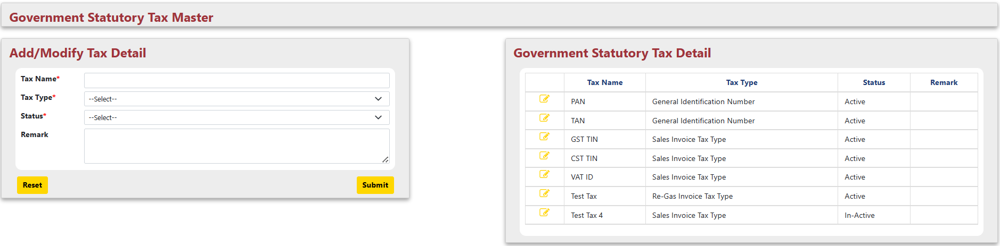 Government Statutory Tax Master
Add/Modify Tax Detail
Tax Name*
Tax Type* --Select--
Status* --Select--
Remark
Reset Submit
Government Statutory Tax Detail
Tax Name Tax Type Status Remark
PAN General Identification Number Active
TAN General Identification Number Active
GST TIN Sales Invoice Tax Type Active
CST TIN Sales Invoice Tax Type Active
VAT ID Sales Invoice Tax Type Active
Test Tax Re-Gas Invoice Tax Type Active
Test Tax 4 Sales Invoice Tax Type In-Active